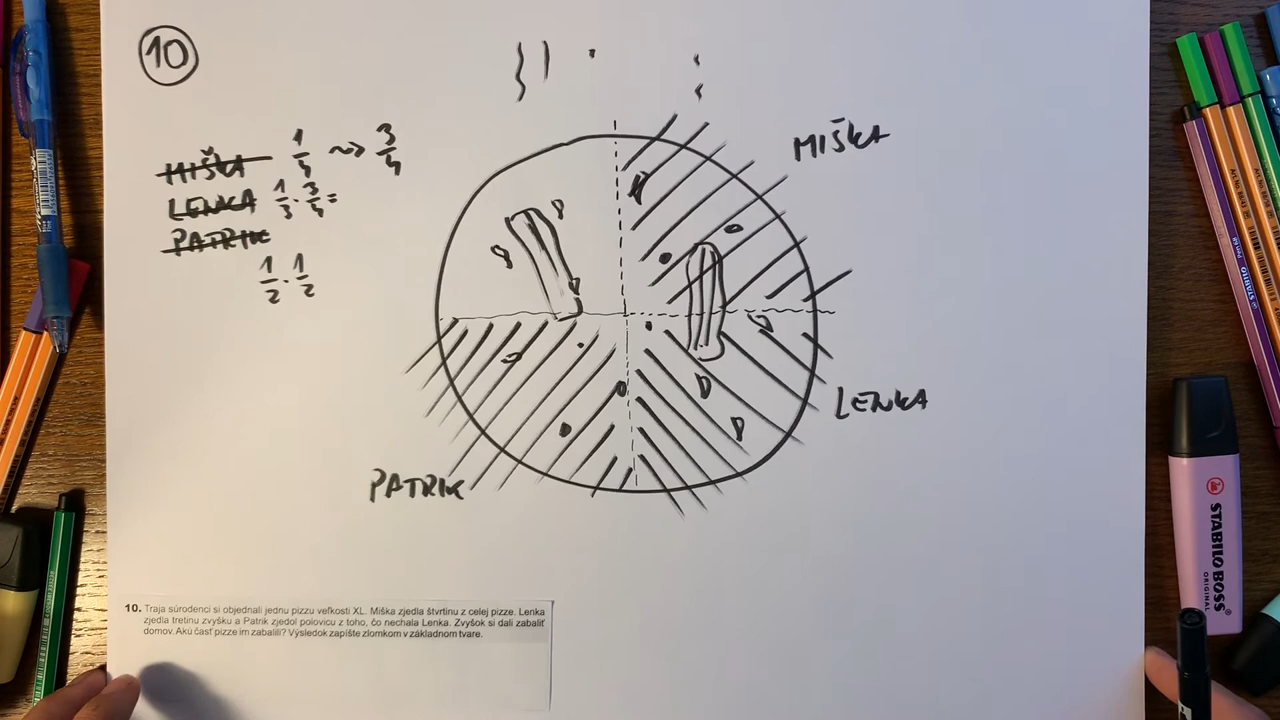 10
MIŠKA 1/4 ⇝ 3/4
LENKA 1/3 · 3/4 =
PATRIK
1/2 · 1/2
MIŠKA
LENKA
PATRIK
10. Traja súrodenci si objednali jednu pizzu veľkosti XL. Miška zjedla štvrtinu z celej pizze. Lenka
zjedla tretinu zvyšku a Patrik zjedol polovicu z toho, čo nechala Lenka. Zvyšok si dali zabaliť
domov. Akú časť pizze im zabalili? Výsledok zapíšte zlomkom v základnom tvare.
STABILO BOSS
ORIGINAL